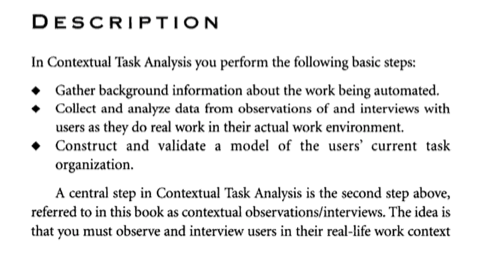 DESCRIPTION
In Contextual Task Analysis you perform the following basic steps:
◆ Gather background information about the work being automated.
◆ Collect and analyze data from observations of and interviews with
users as they do real work in their actual work environment.
◆ Construct and validate a model of the users' current task
organization.
A central step in Contextual Task Analysis is the second step above,
referred to in this book as contextual observations/interviews. The idea is
that you must observe and interview users in their real-life work context